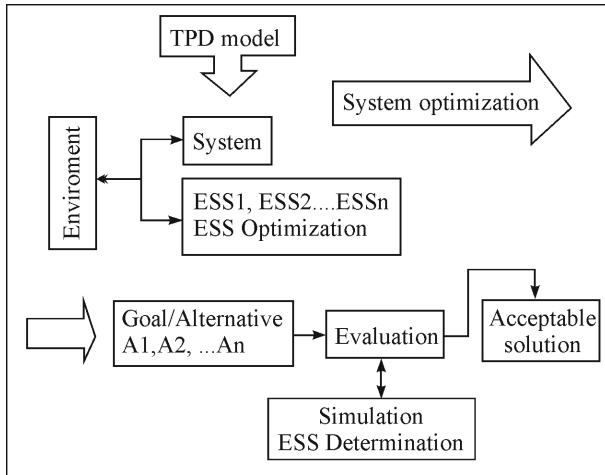 TPD model
System optimization
Enviroment
System
ESS1, ESS2....ESSn
ESS Optimization
Goal/Alternative
A1,A2, ...An
Evaluation
Acceptable
solution
Simulation
ESS Determination